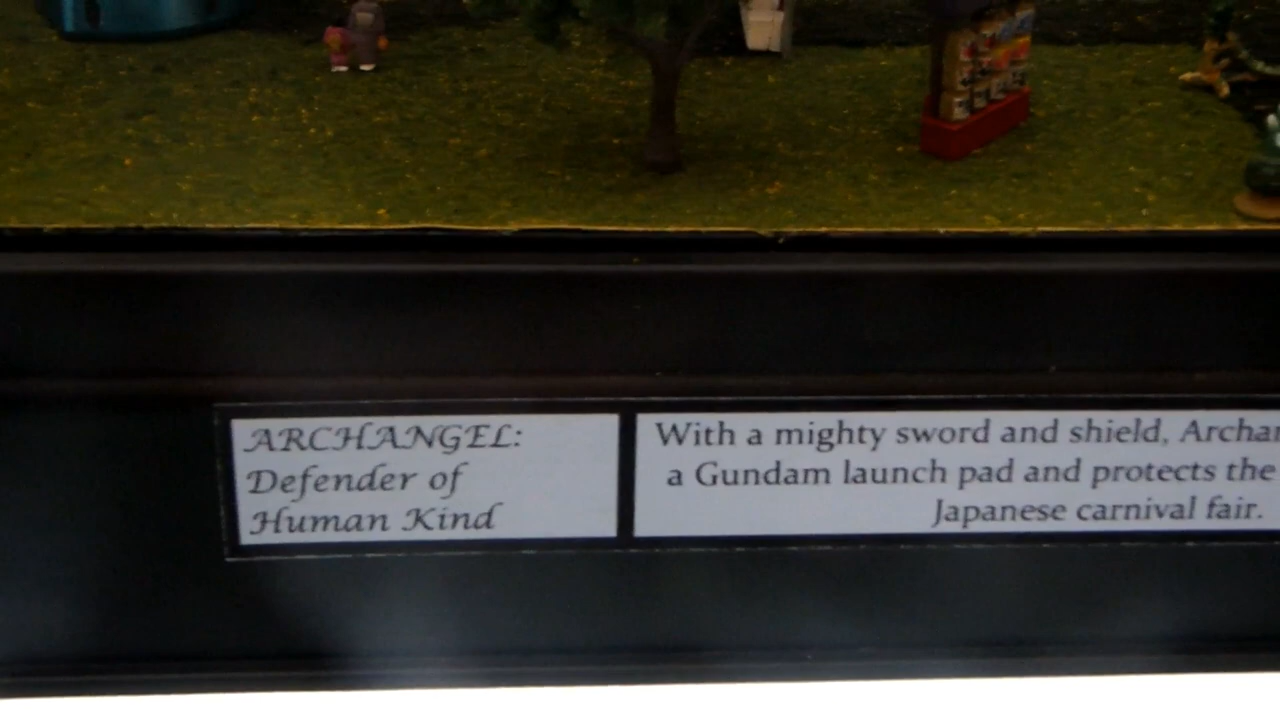 ARCHANGEL:
Defender of
Human Kind
With a mighty sword and shield,
a Gundam launch pad and protects the
Japanese carnival fair.